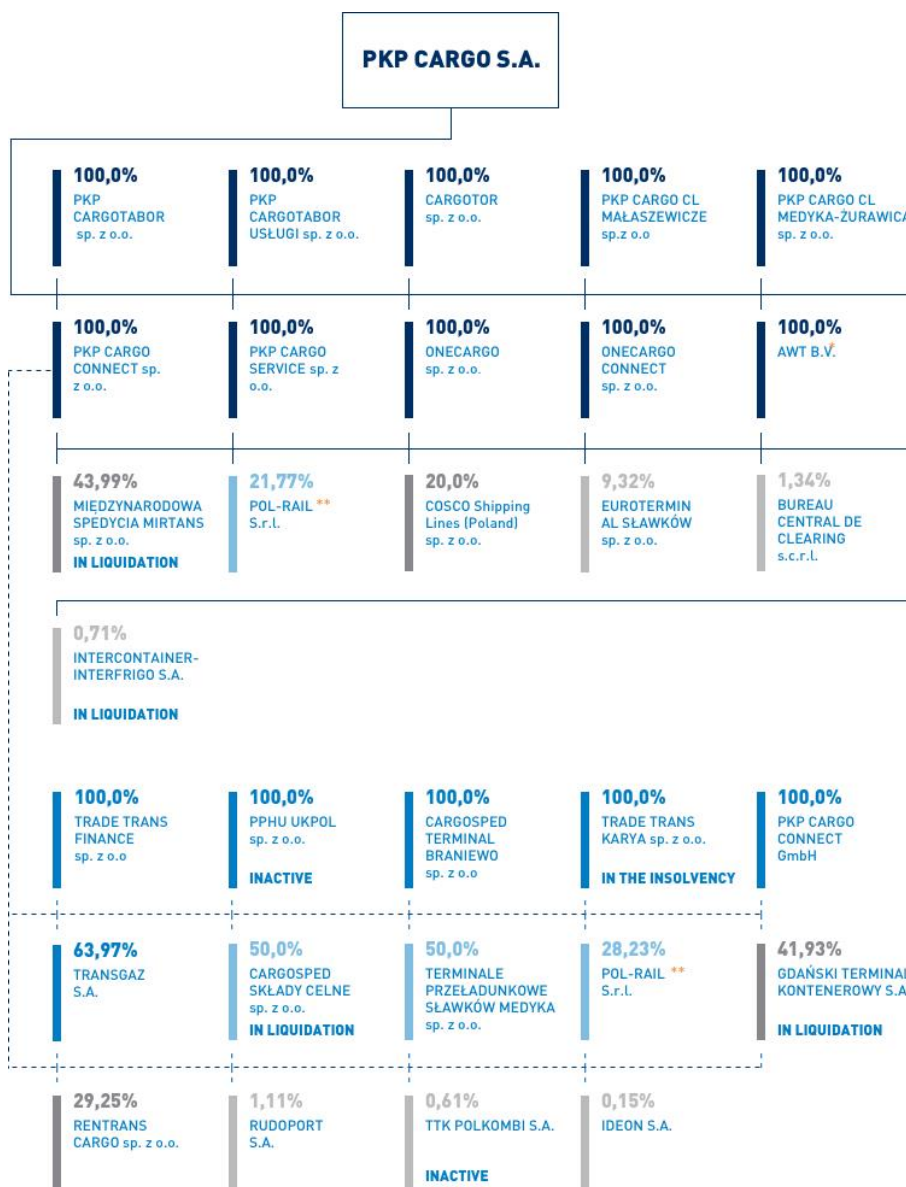 PKP CARGO S.A.
100,0%
PKP
CARGOTABOR
sp. z o.o.
100,0%
PKP
CARGOTABOR
USŁUGI sp. z o.o.
100,0%
CARGOTOR
sp. z o.o.
100,0%
PKP CARGO CL
MAŁASZEWICZE
sp.z o.o
100,0%
PKP CARGO CL
MEDYKA-ŻURAWICA
sp. z o.o.
100,0%
PKP CARGO
CONNECT sp.
z o.o.
100,0%
PKP CARGO
SERVICE sp. z
o.o.
100,0%
ONECARGO
sp. z o.o.
100,0%
ONECARGO
CONNECT
sp. z o.o.
100,0%
AWT B.V.*
43,99%
MIĘDZYNARODOWA
SPEDYCIA MIRTANS
sp. z o.o.
IN LIQUIDATION
21,77%
POL-RAIL **
S.r.l.
20,0%
COSCO Shipping
Lines (Poland)
sp. z o.o.
9,32%
EUROTERMIN
AL SŁAWKÓW
sp. z o.o.
1,34%
BUREAU
CENTRAL DE
CLEARING
s.c.r.l.
0,71%
INTERCONTAINER-
INTERFRIGO S.A.
IN LIQUIDATION
100,0%
TRADE TRANS
FINANCE
sp. z o.o
100,0%
PPHU UKPOL
sp. z o.o.
INACTIVE
100,0%
CARGOSPED
TERMINAL
BRANIEWO
sp. z o.o
100,0%
TRADE TRANS
KARYA sp. z o.o.
IN THE INSOLVENCY
100,0%
PKP CARGO
CONNECT
GmbH
63,97%
TRANSGAZ
S.A.
50,0%
CARGOSPED
SKŁADY CELNE
sp. z o.o.
IN LIQUIDATION
50,0%
TERMINALE
PRZEŁADUNKOWE
SŁAWKÓW MEDYKA
sp. z o.o.
28,23%
POL-RAIL **
S.r.l.
41,93%
GDAŃSKI TERMINAL
KONTENEROWY S.A
IN LIQUIDATION
29,25%
RENTRANS
CARGO sp. z o.o.
1,11%
RUDOPORT
S.A.
0,61%
TTK POLKOMBI S.A.
INACTIVE
0,15%
IDEON S.A.